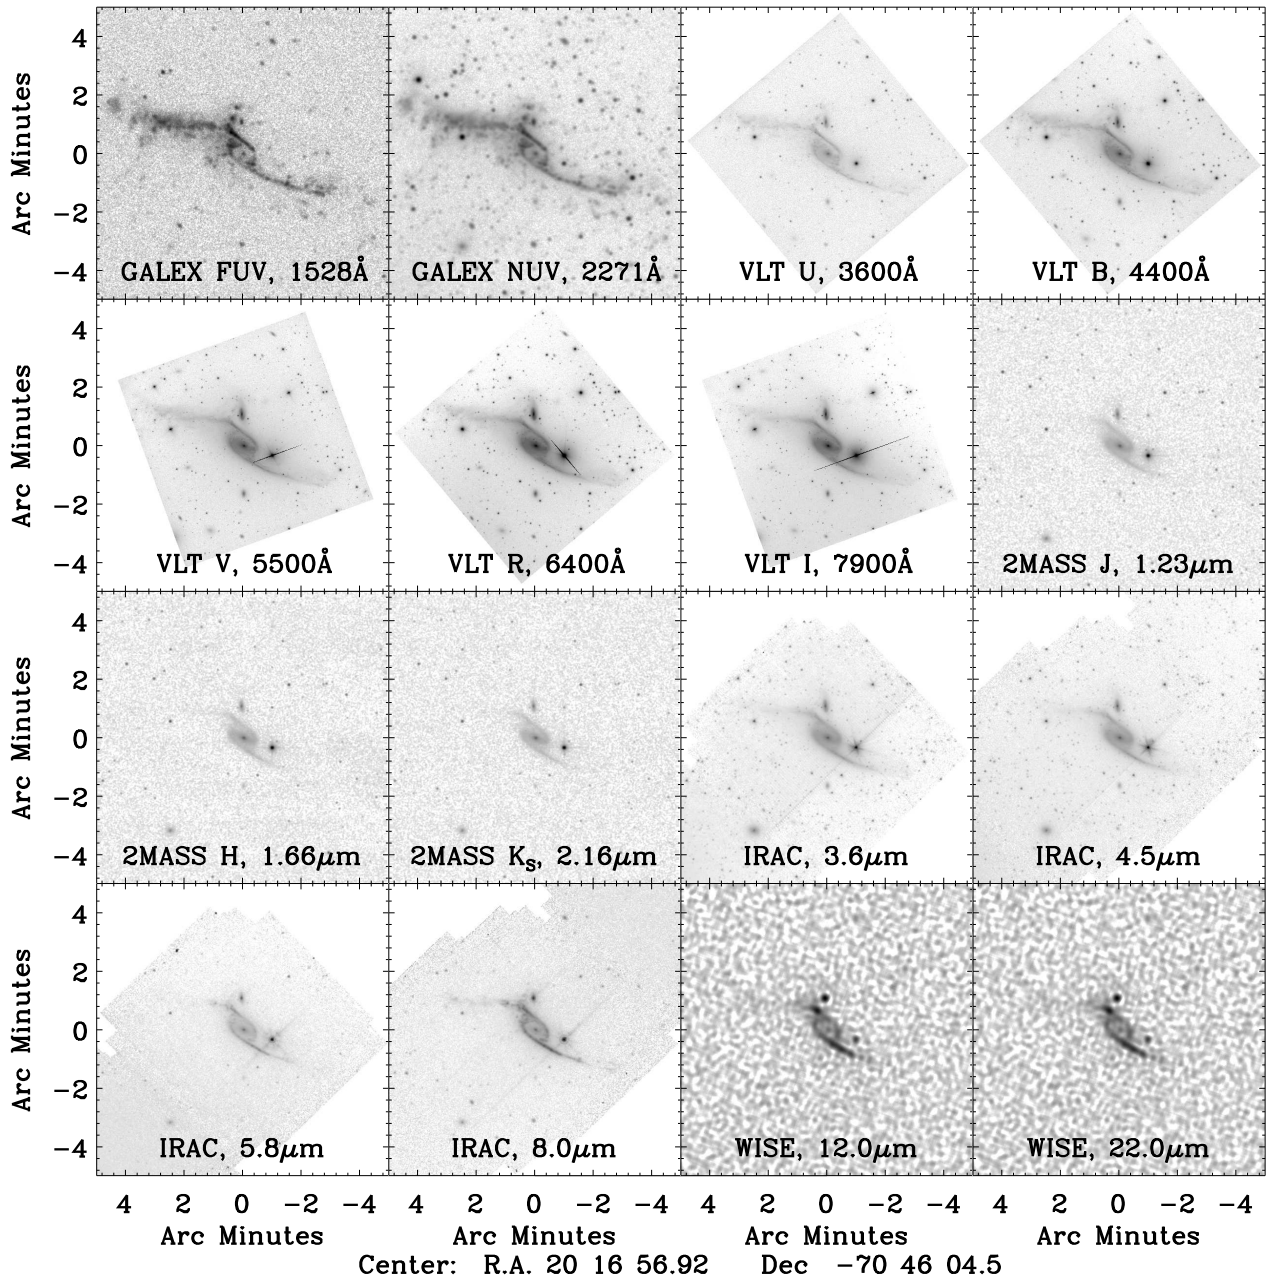 4
2
0
−2
−4
Arc Minutes
GALEX FUV, 1528Å
GALEX NUV, 2271Å
VLT U, 3600Å
VLT B, 4400Å
4
2
0
−2
−4
Arc Minutes
VLT V, 5500Å
VLT R, 6400Å
VLT I, 7900Å
2MASS J, 1.23μm
4
2
0
−2
−4
Arc Minutes
2MASS H, 1.66μm
2MASS KS, 2.16μm
IRAC, 3.6μm
IRAC, 4.5μm
4
2
0
−2
−4
Arc Minutes
IRAC, 5.8μm
IRAC, 8.0μm
WISE, 12.0μm
WISE, 22.0μm
4 2 0 −2 −4 4 2 0 −2 −4 4 2 0 −2 −4 4 2 0 −2 −4
Arc Minutes Arc Minutes Arc Minutes Arc Minutes
Center: R.A. 20 16 56.92 Dec −70 46 04.5